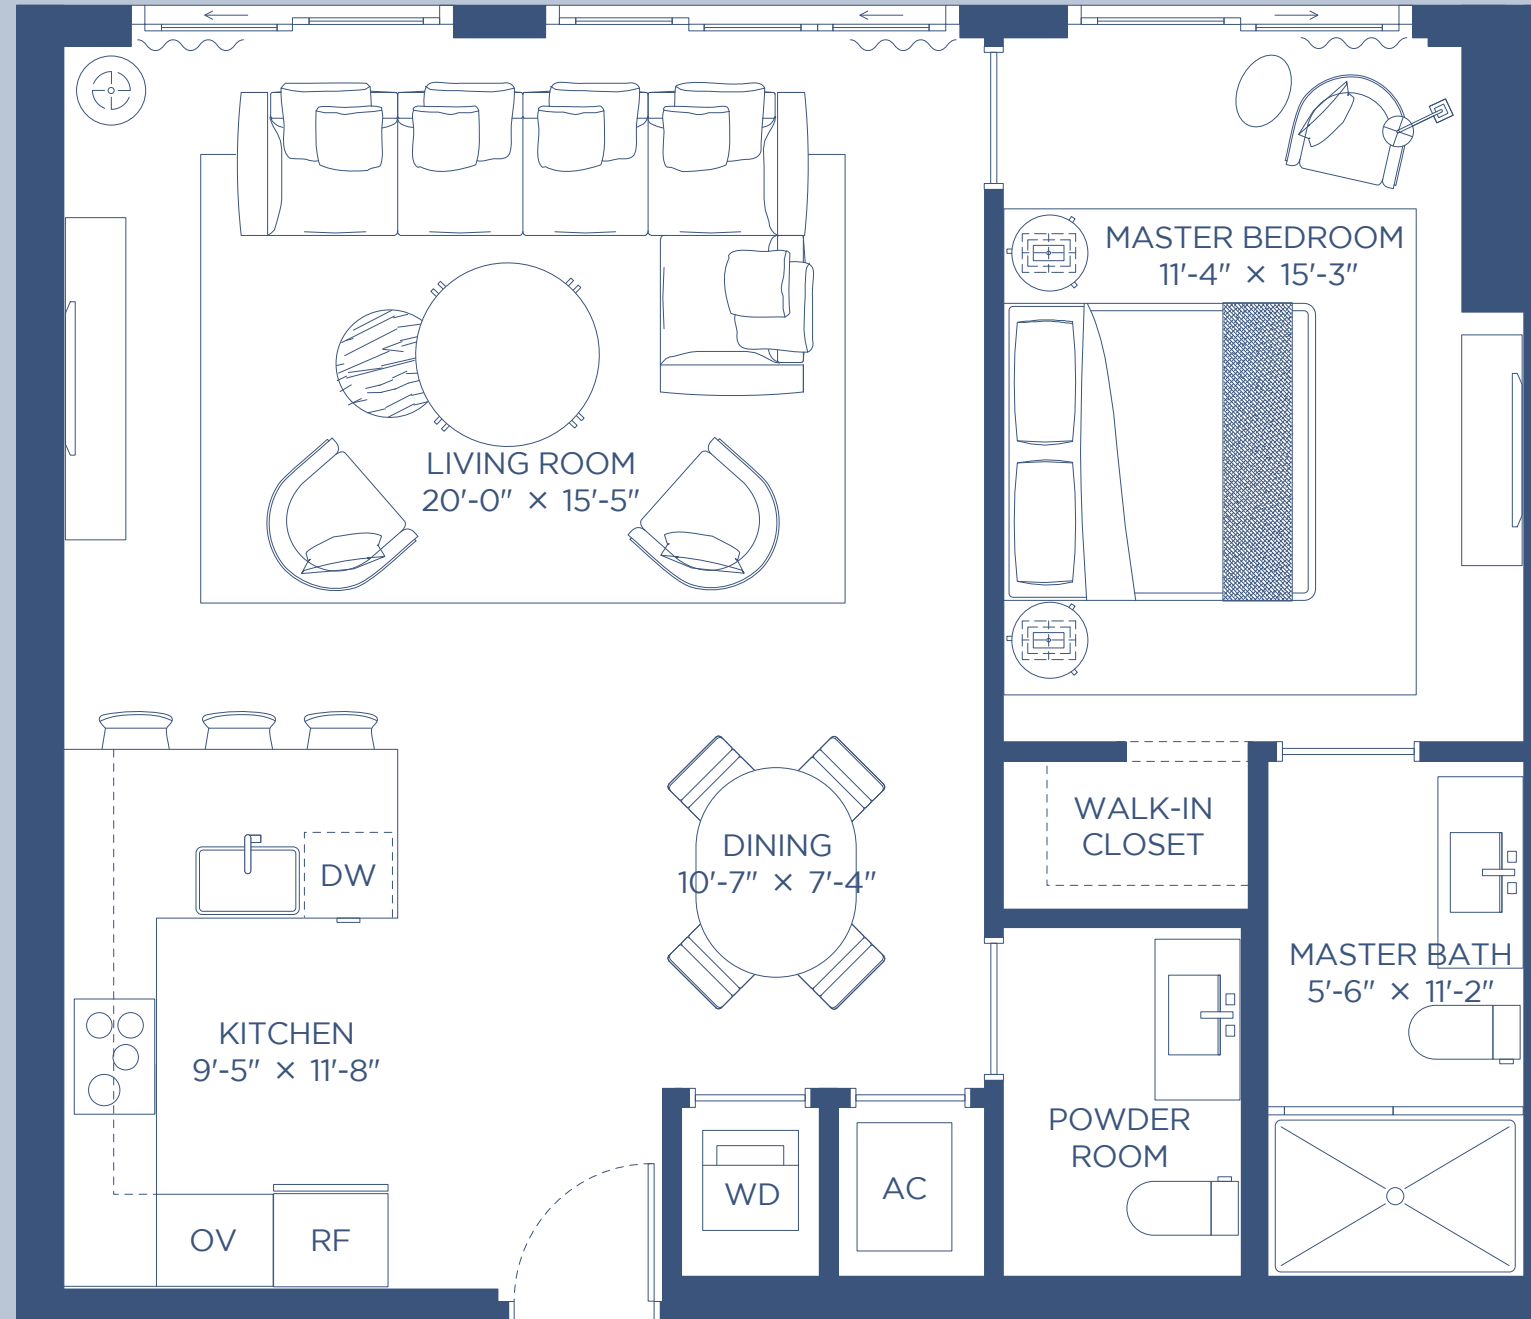 MASTER BEDROOM
11'-4" × 15'-3"
LIVING ROOM
20'-0" × 15'-5"
WALK-IN
CLOSET
DINING
10'-7" × 7'-4"
DW
MASTER BATH
5'-6" × 11'-2"
KITCHEN
9'-5" × 11'-8"
POWDER
ROOM
WD
AC
OV
RF